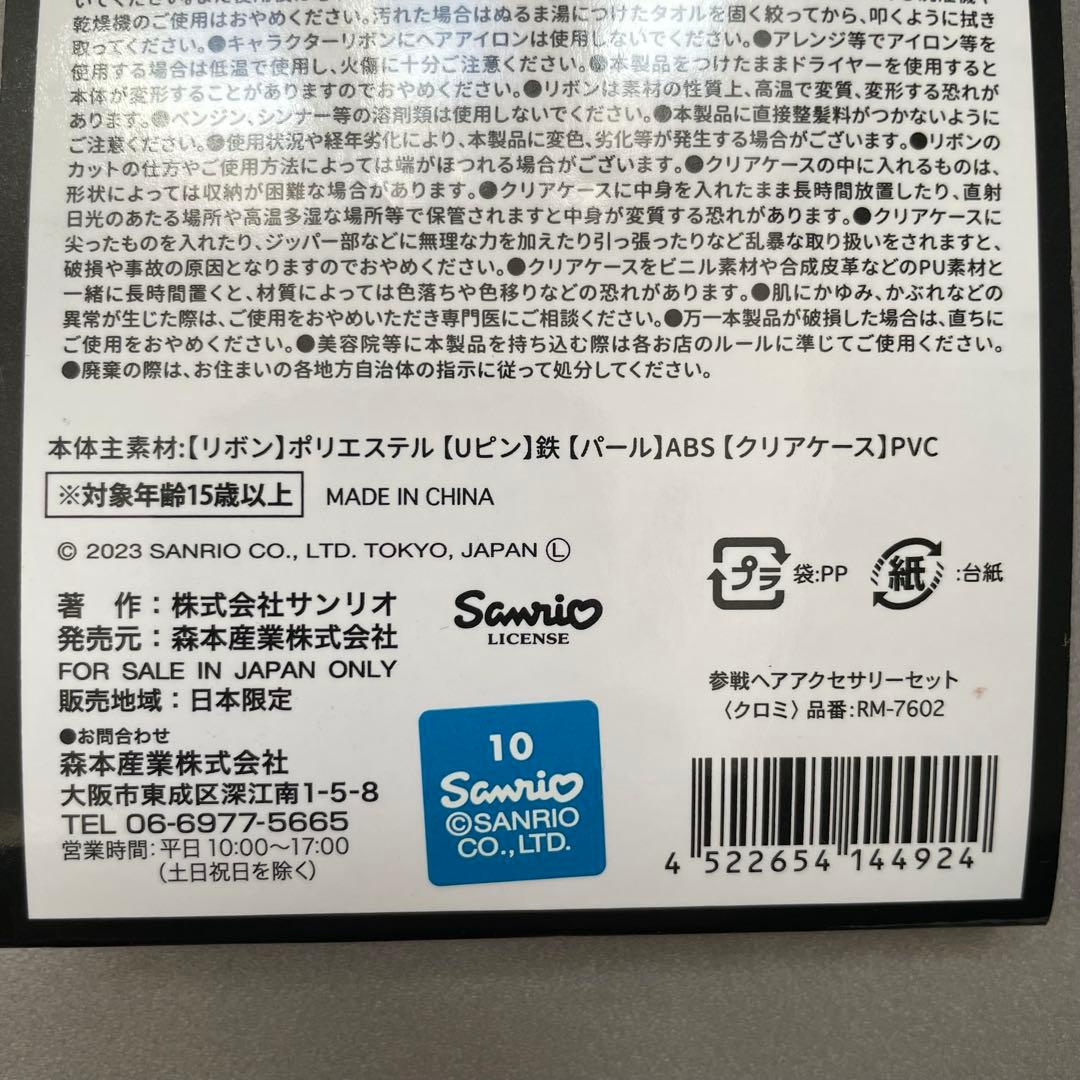 乾燥機のご使用はおやめください。汚れた場合はぬるま湯につけたタオルを固く絞ってから、叩くように拭き
取ってください。●キャラクターリボンにヘアアイロンは使用しないでください。●アレンジ等でアイロン等を
使用する場合は低温で使用し、火傷に十分ご注意ください。●本製品をつけたままドライヤーを使用すると
本体が変形することがありますのでおやめください。●リボンは素材の性質上、高温で変質、変形する恐れが
あります。●ベンジン、シンナー等の溶剤類は使用しないでください。●本製品に直接整髪料がつかないように
ご注意ください。●使用状況や経年劣化により、本製品に変色、劣化等が発生する場合がございます。●リボンの
カットの仕方やご使用方法によっては端がほつれる場合がございます。●クリアケースの中に入れるものは、
形状によっては収納が困難な場合があります。●クリアケースに中身を入れたまま長時間放置したり、直射
日光のあたる場所や高温多湿な場所等で保管されますと中身が変質する恐れがあります。●クリアケースに
尖ったものを入れたり、ジッパー部などに無理な力を加えたり引っ張ったりなど乱暴な取り扱いをされますと、
破損や事故の原因となりますのでおやめください。●クリアケースをビニル素材や合成皮革などのPU素材と
一緒に長時間置くと、材質によっては色落ちや色移りなどの恐れがあります。●肌にかゆみ、かぶれなどの
異常が生じた際は、ご使用をおやめいただき専門医にご相談ください。●万一本製品が破損した場合は、直ちに
ご使用をおやめください。●美容院等に本製品を持ち込む際は各お店のルールに準じてご使用ください。
●廃棄の際は、お住まいの各地方自治体の指示に従って処分してください。
本体主素材:【リボン】ポリエステル【Uピン】鉄【パール】ABS【クリアケース】PVC
※対象年齢15歳以上 MADE IN CHINA
© 2023 SANRIO CO., LTD. TOKYO, JAPAN Ⓛ
著 作：株式会社サンリオ
発売元：森本産業株式会社
FOR SALE IN JAPAN ONLY
販売地域：日本限定
●お問合わせ
森本産業株式会社
大阪市東成区深江南1-5-8
TEL 06-6977-5665
営業時間:平日 10:00〜17:00
（土日祝日を除く）
Sanrio
LICENSE
10
Sanrio
©SANRIO
CO.,LTD.
プラ 袋:PP 紙 :台紙
参戦ヘアアクセサリーセット
〈クロミ〉品番:RM-7602
4 522654 144924